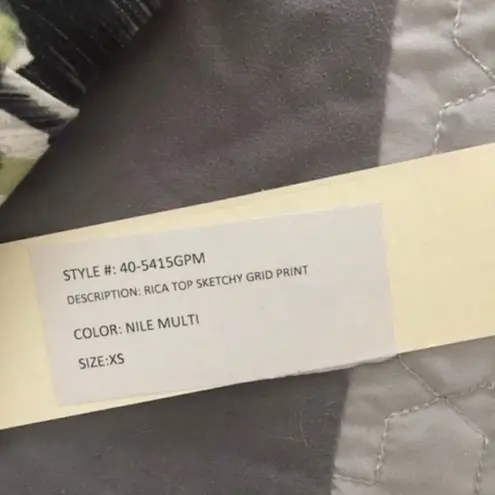 STYLE #: 40-5415GPM
DESCRIPTION: RICA TOP SKETCHY GRID PRINT
COLOR: NILE MULTI
SIZE:XS